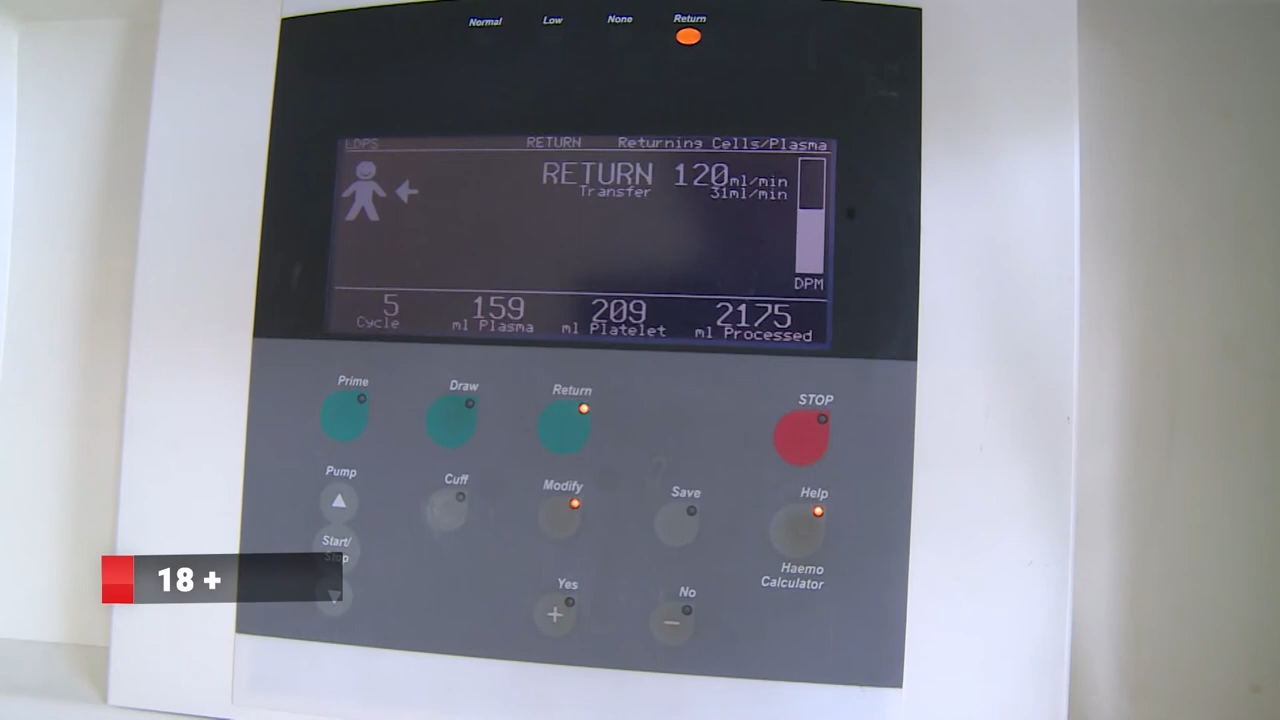 Normal Low None Return
LDPS RETURN Returning Cells/Plasma
RETURN 120ml/min
Transfer 31ml/min
DPM
5 159 209 2175
Cycle ml Plasma ml Platelet ml Processed
Prime Draw Return STOP
Pump Cuff Modify Save Help
Start/
Stop
Haemo
Calculator
18 +
Yes No
+ −